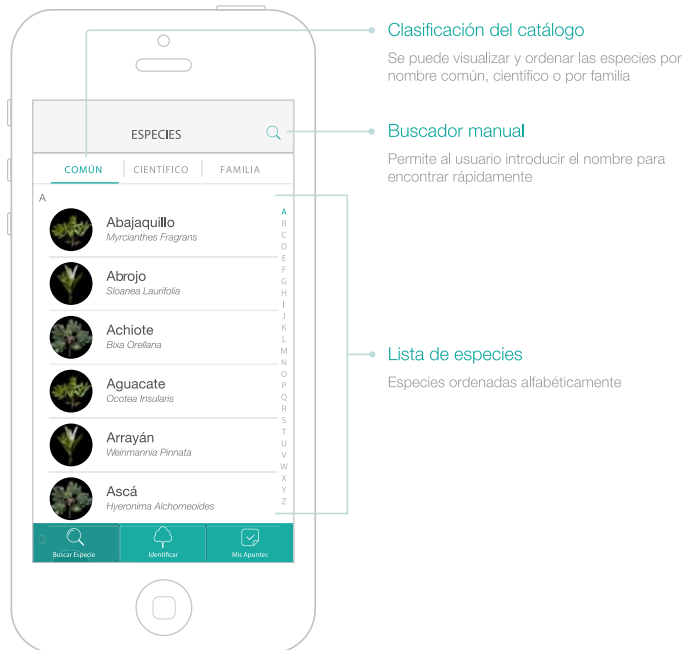 Clasificación del catálogo
Se puede visualizar y ordenar las especies por
nombre común, científico o por familia
Buscador manual
Permite al usuario introducir el nombre para
encontrar rápidamente
Lista de especies
Especies ordenadas alfabéticamente
ESPECIES
COMÚN
CIENTÍFICO
FAMILIA
A
Abajaquillo
Myrcianthes Fragrans
Abrojo
Sloanea Laurifolia
Achiote
Bixa Orellana
Aguacate
Ocotea Insularis
Arrayán
Weinmannia Pinnata
Ascá
Hyeronima Alchorneoides
A
B
C
D
E
F
G
H
I
J
K
L
M
N
O
P
Q
R
S
T
U
V
W
X
Y
Z
Buscar Especie
Identificar
Mis Apuntes